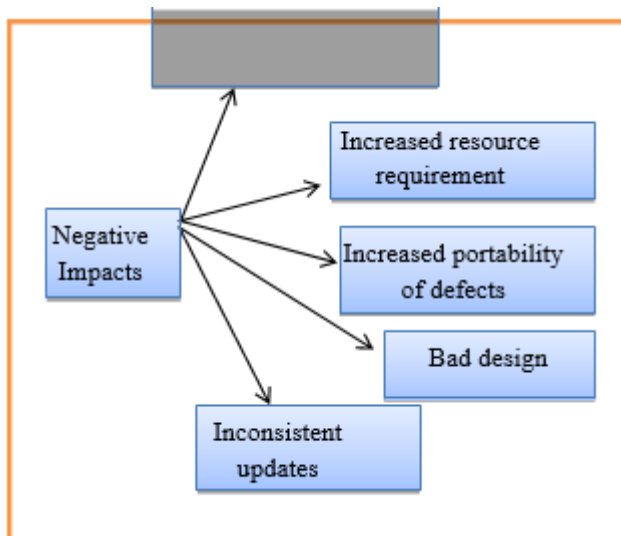 Increased resource
requirement
Negative
Impacts
Increased portability
of defects
Bad design
Inconsistent
updates